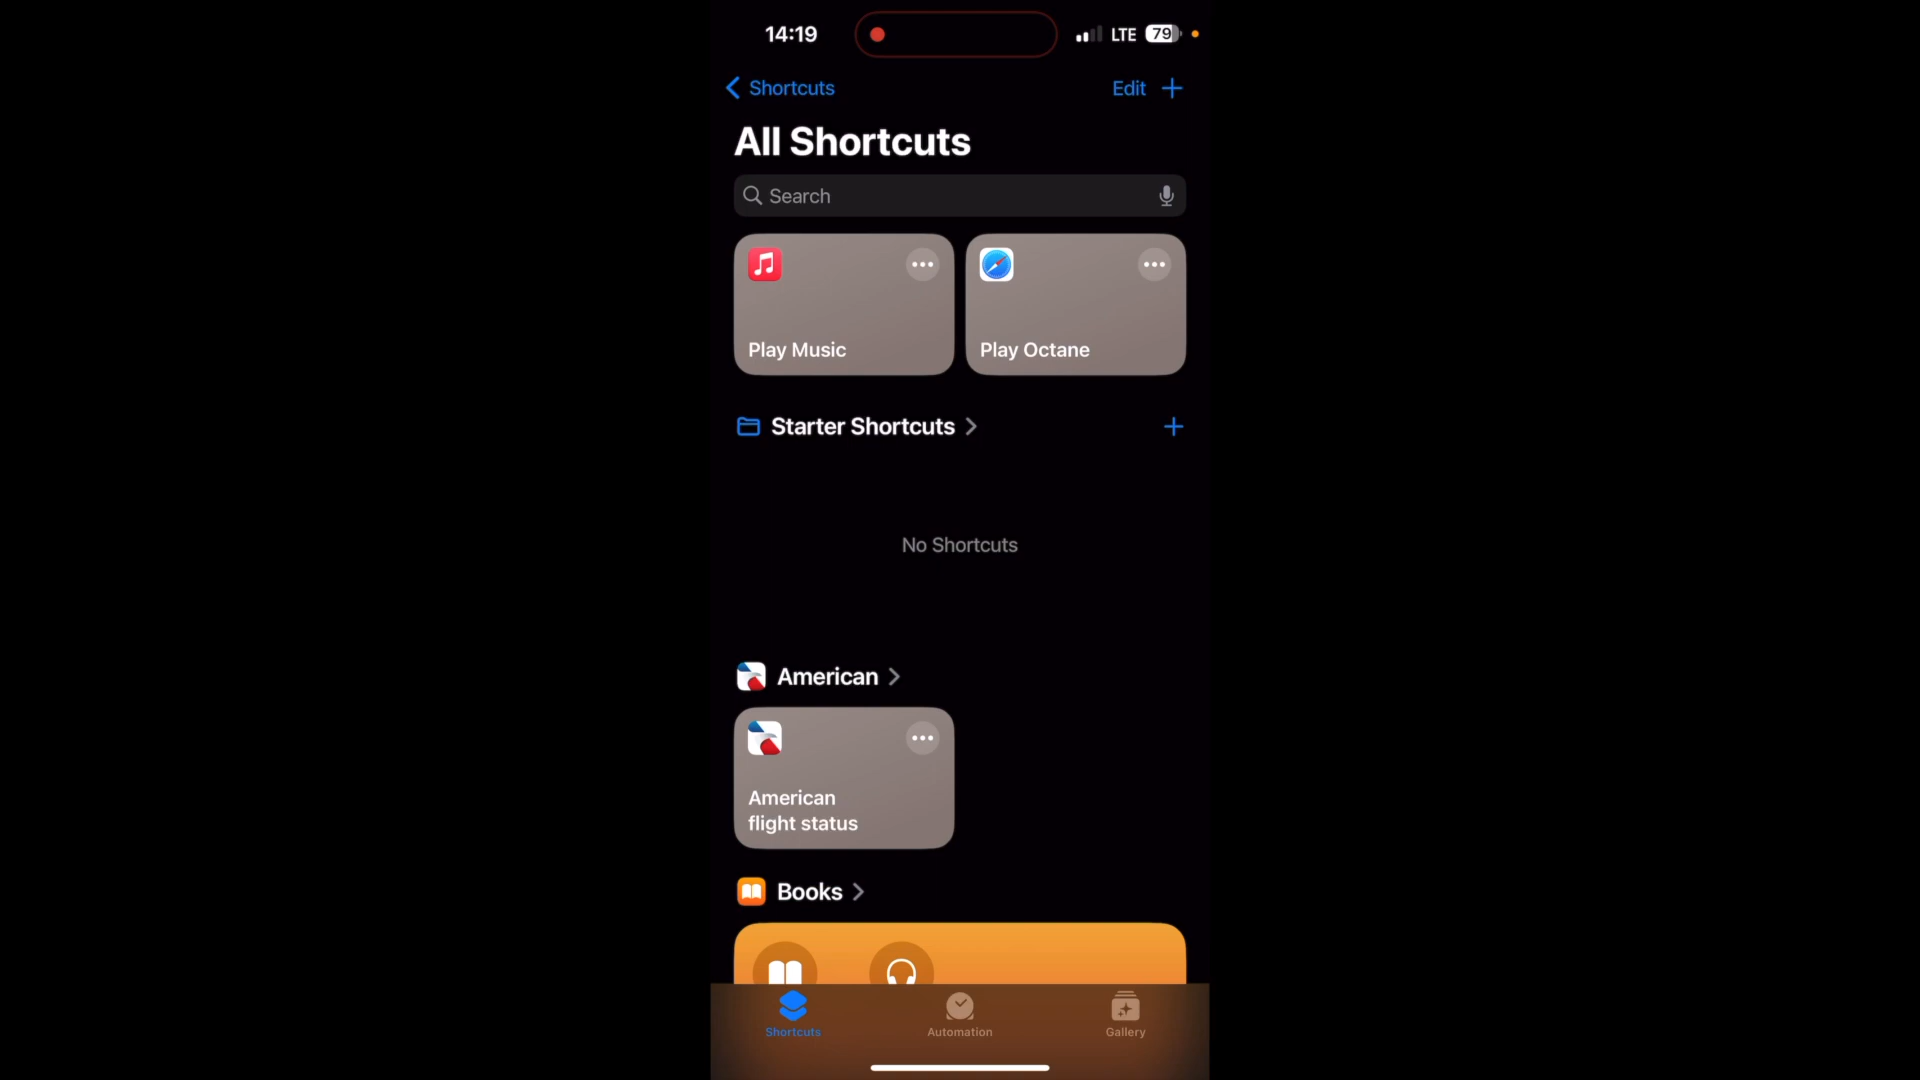 14:19
LTE 79
Shortcuts
Edit
All Shortcuts
Search
Play Music
Play Octane
Starter Shortcuts
No Shortcuts
American
American
flight status
Books
Shortcuts
Automation
Gallery